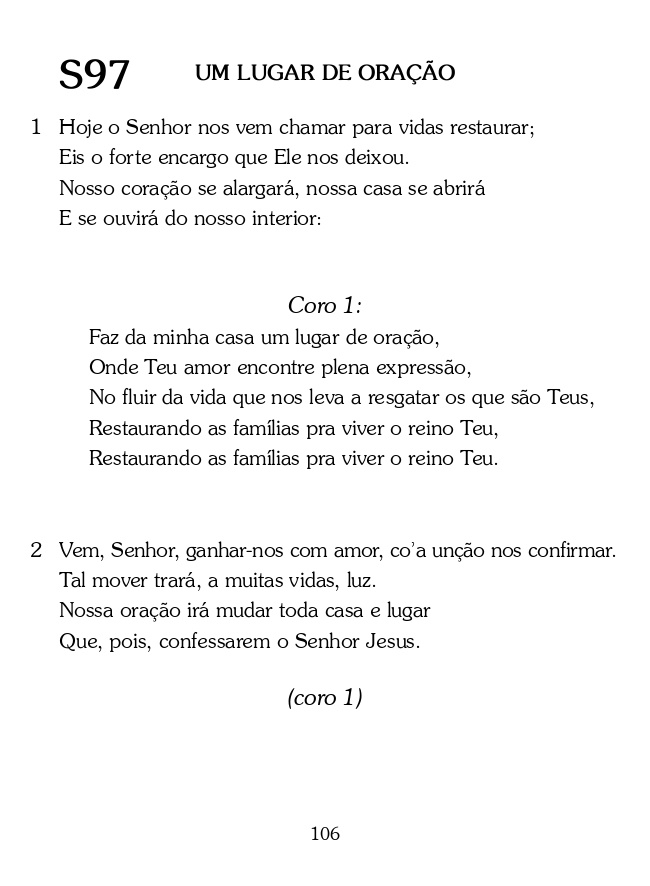 S97 UM LUGAR DE ORAÇÃO
1 Hoje o Senhor nos vem chamar para vidas restaurar;
Eis o forte encargo que Ele nos deixou.
Nosso coração se alargará, nossa casa se abrirá
E se ouvirá do nosso interior:
Coro 1:
Faz da minha casa um lugar de oração,
Onde Teu amor encontre plena expressão,
No fluir da vida que nos leva a resgatar os que são Teus,
Restaurando as famílias pra viver o reino Teu,
Restaurando as famílias pra viver o reino Teu.
2 Vem, Senhor, ganhar-nos com amor, co’a unção nos confirmar.
Tal mover trará, a muitas vidas, luz.
Nossa oração irá mudar toda casa e lugar
Que, pois, confessarem o Senhor Jesus.
(coro 1)
106